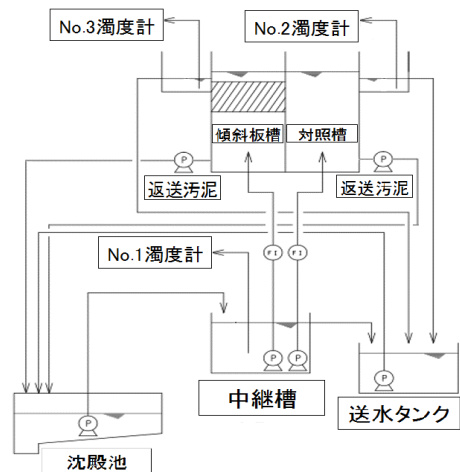 No.3濁度計
No.2濁度計
傾斜板槽
対照槽
P
P
返送汚泥
返送汚泥
No.1濁度計
FI
FI
P
P
P
P
中継槽
送水タンク
沈殿池